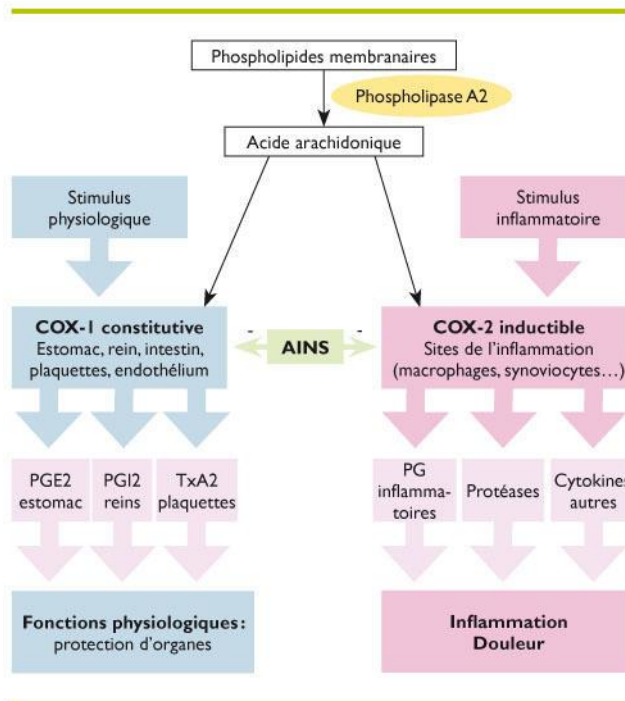 Phospholipides membranaires
Phospholipase A2
Acide arachidonique
Stimulus
physiologique
Stimulus
inflammatoire
COX-1 constitutive
Estomac, rein, intestin,
plaquettes, endothélium
- AINS -
COX-2 inductible
Sites de l'inflammation
(macrophages, synoviocytes...)
PGE2
estomac
PGI2
reins
TxA2
plaquettes
PG
inflamma-
toires
Protéases
Cytokines
autres
Fonctions physiologiques:
protection d'organes
Inflammation
Douleur